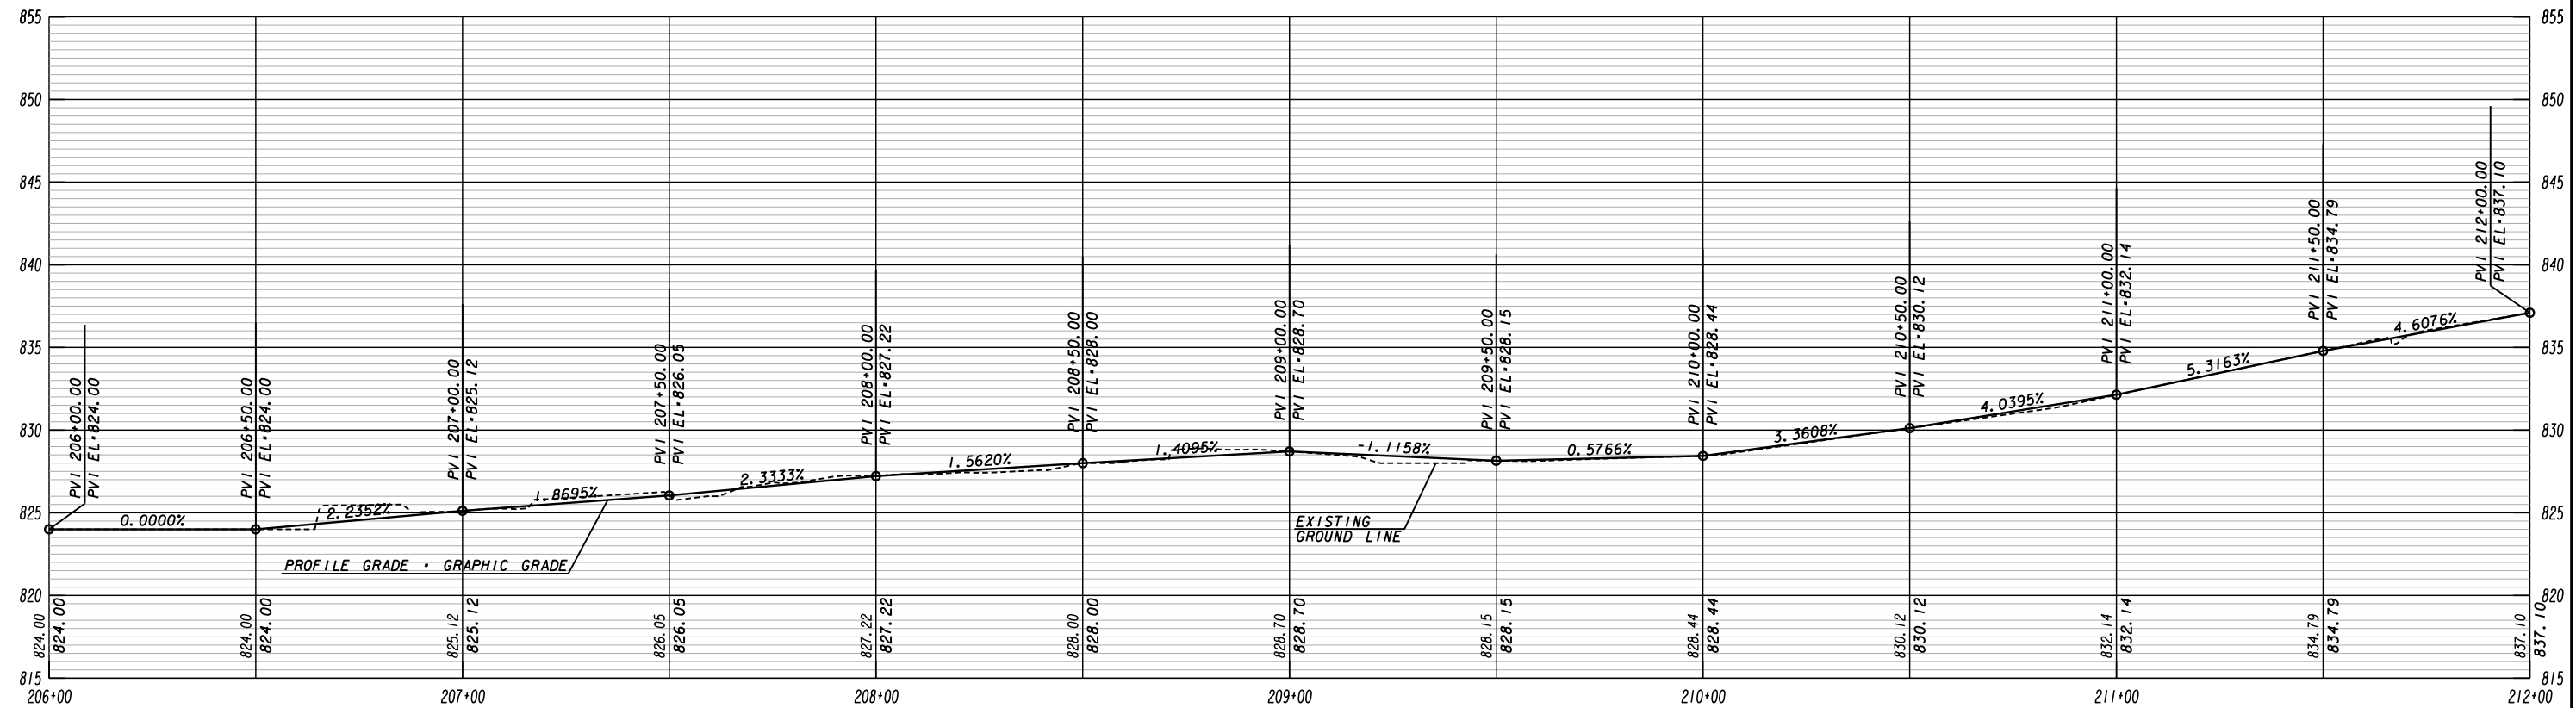 855
850
845
840
835
830
825
820
815
855
850
845
840
835
830
825
820
815
PVI 206+00.00
PVI EL=824.00
PVI 206+50.00
PVI EL=824.00
PVI 207+00.00
PVI EL=825.12
PVI 207+50.00
PVI EL=826.05
PVI 208+00.00
PVI EL=827.22
PVI 208+50.00
PVI EL=828.00
PVI 209+00.00
PVI EL=828.70
PVI 209+50.00
PVI EL=828.15
PVI 210+00.00
PVI EL=828.44
PVI 210+50.00
PVI EL=830.12
PVI 211+00.00
PVI EL=832.14
PVI 211+50.00
PVI EL=834.79
PVI 212+00.00
PVI EL=837.10
0.0000%
2.2352%
1.8695%
2.3333%
1.5620%
1.4095%
-1.1158%
0.5766%
3.3608%
4.0395%
5.3163%
4.6076%
PROFILE GRADE = GRAPHIC GRADE
EXISTING
GROUND LINE
824.00
824.00
824.00
824.00
825.12
825.12
826.05
826.05
827.22
827.22
828.00
828.00
828.70
828.70
828.15
828.15
828.44
828.44
830.12
830.12
832.14
832.14
834.79
834.79
837.10
837.10
206+00
207+00
208+00
209+00
210+00
211+00
212+00